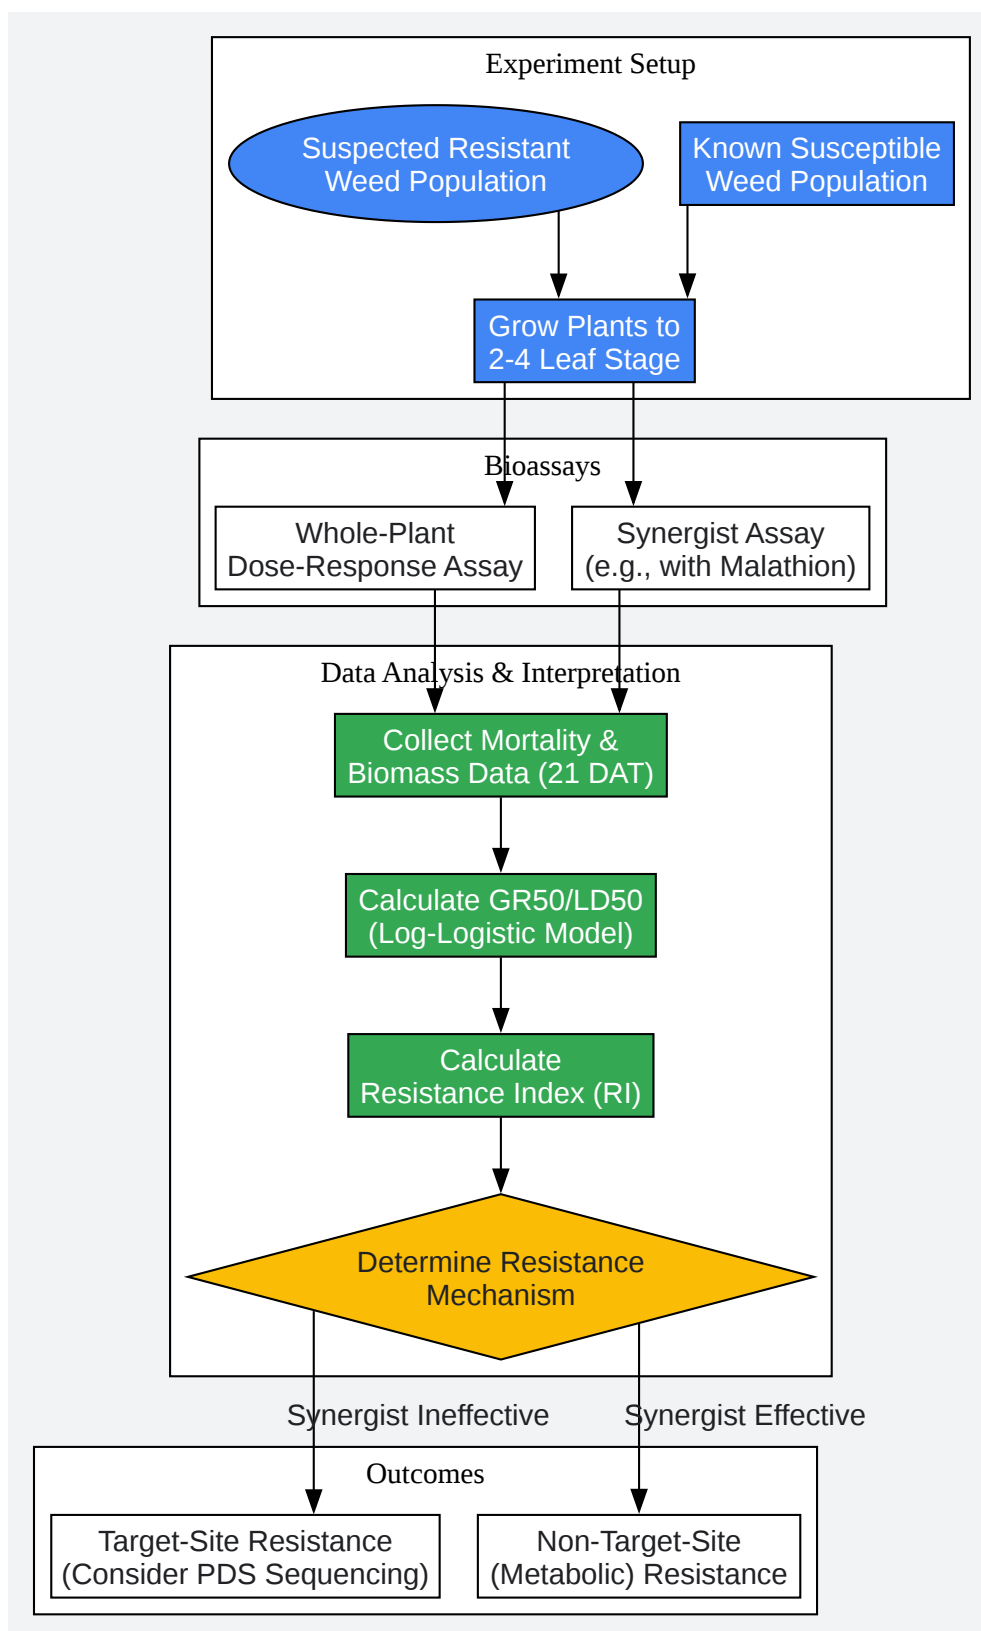 Experiment Setup
Suspected Resistant
Weed Population
Known Susceptible
Weed Population
Grow Plants to
2-4 Leaf Stage
Bioassays
Whole-Plant
Dose-Response Assay
Synergist Assay
(e.g., with Malathion)
Data Analysis & Interpretation
Collect Mortality &
Biomass Data (21 DAT)
Calculate GR50/LD50
(Log-Logistic Model)
Calculate
Resistance Index (RI)
Determine Resistance
Mechanism
Synergist Ineffective
Synergist Effective
Outcomes
Target-Site Resistance
(Consider PDS Sequencing)
Non-Target-Site
(Metabolic) Resistance